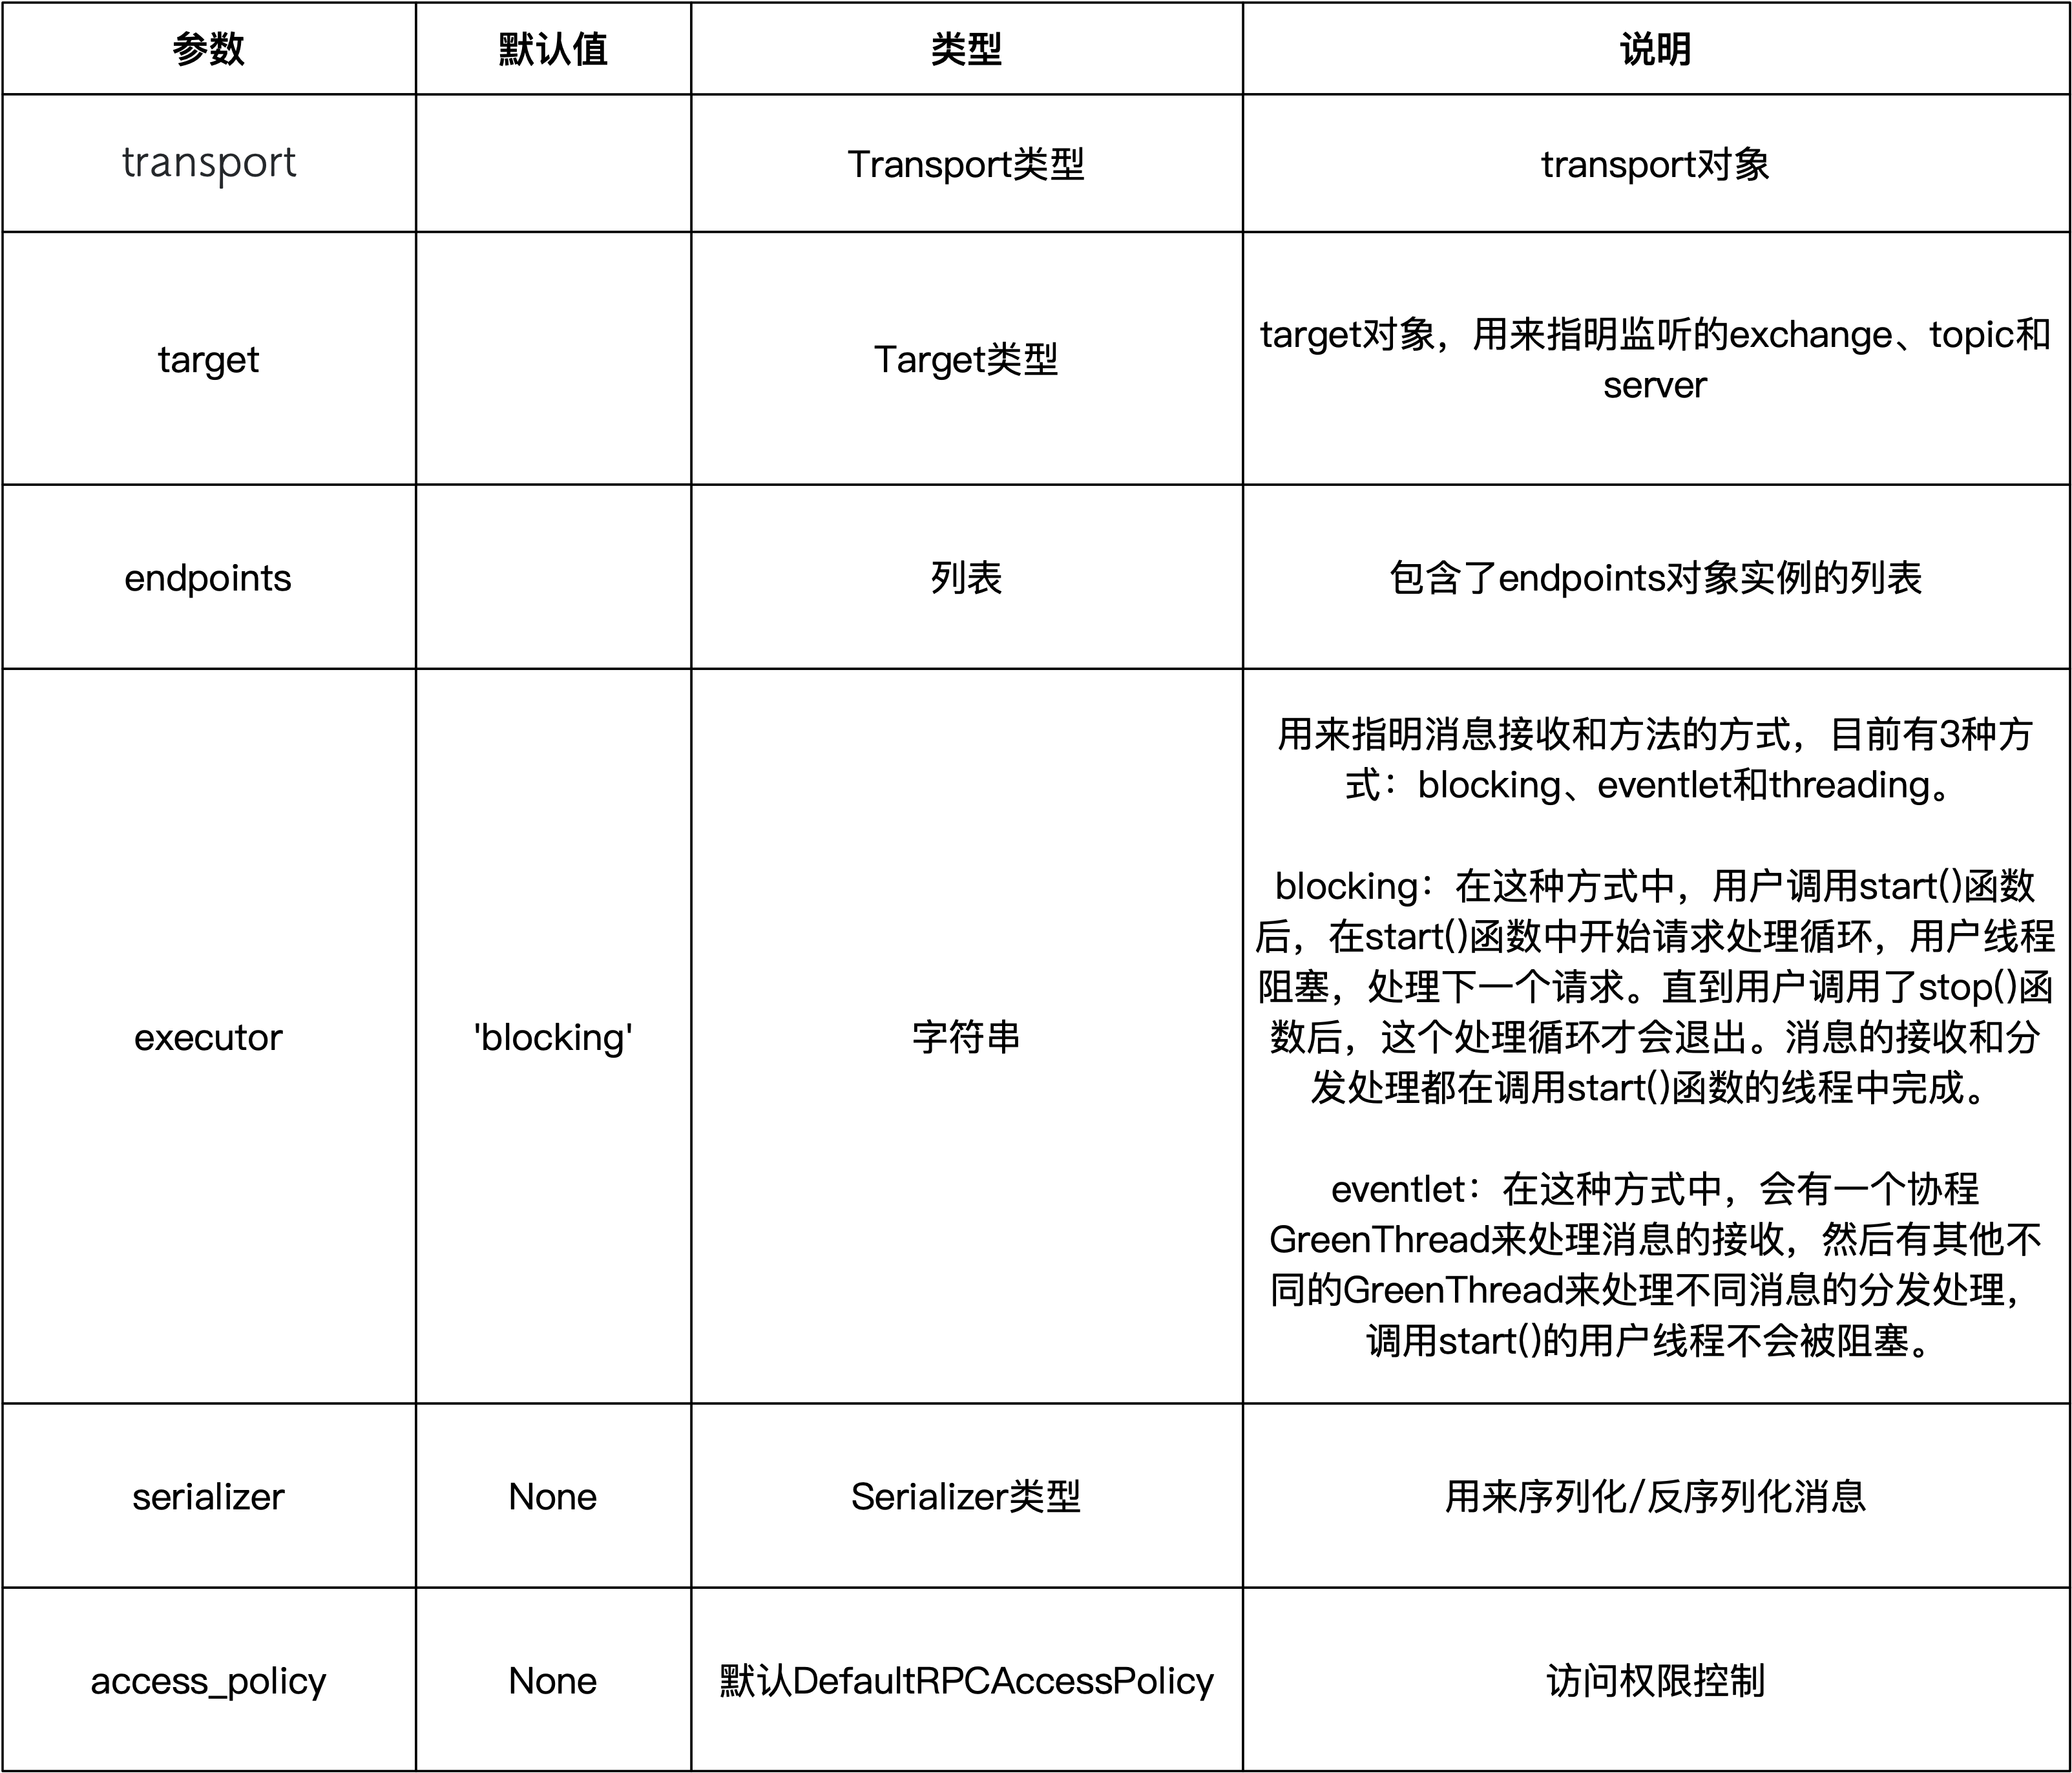 参数 默认值 类型 说明
transport Transport类型 transport对象
target Target类型 target对象，用来指明监听的exchange、topic和
server
endpoints 列表 包含了endpoints对象实例的列表
executor 'blocking' 字符串 用来指明消息接收和方法的方式，目前有3种方
式：blocking、eventlet和threading。
blocking：在这种方式中，用户调用start()函数
后，在start()函数中开始请求处理循环，用户线程
阻塞，处理下一个请求。直到用户调用了stop()函
数后，这个处理循环才会退出。消息的接收和分
发处理都在调用start()函数的线程中完成。
eventlet：在这种方式中，会有一个协程
GreenThread来处理消息的接收，然后有其他不
同的GreenThread来处理不同消息的分发处理，
调用start()的用户线程不会被阻塞。
serializer None Serializer类型 用来序列化/反序列化消息
access_policy None 默认DefaultRPCAccessPolicy 访问权限控制